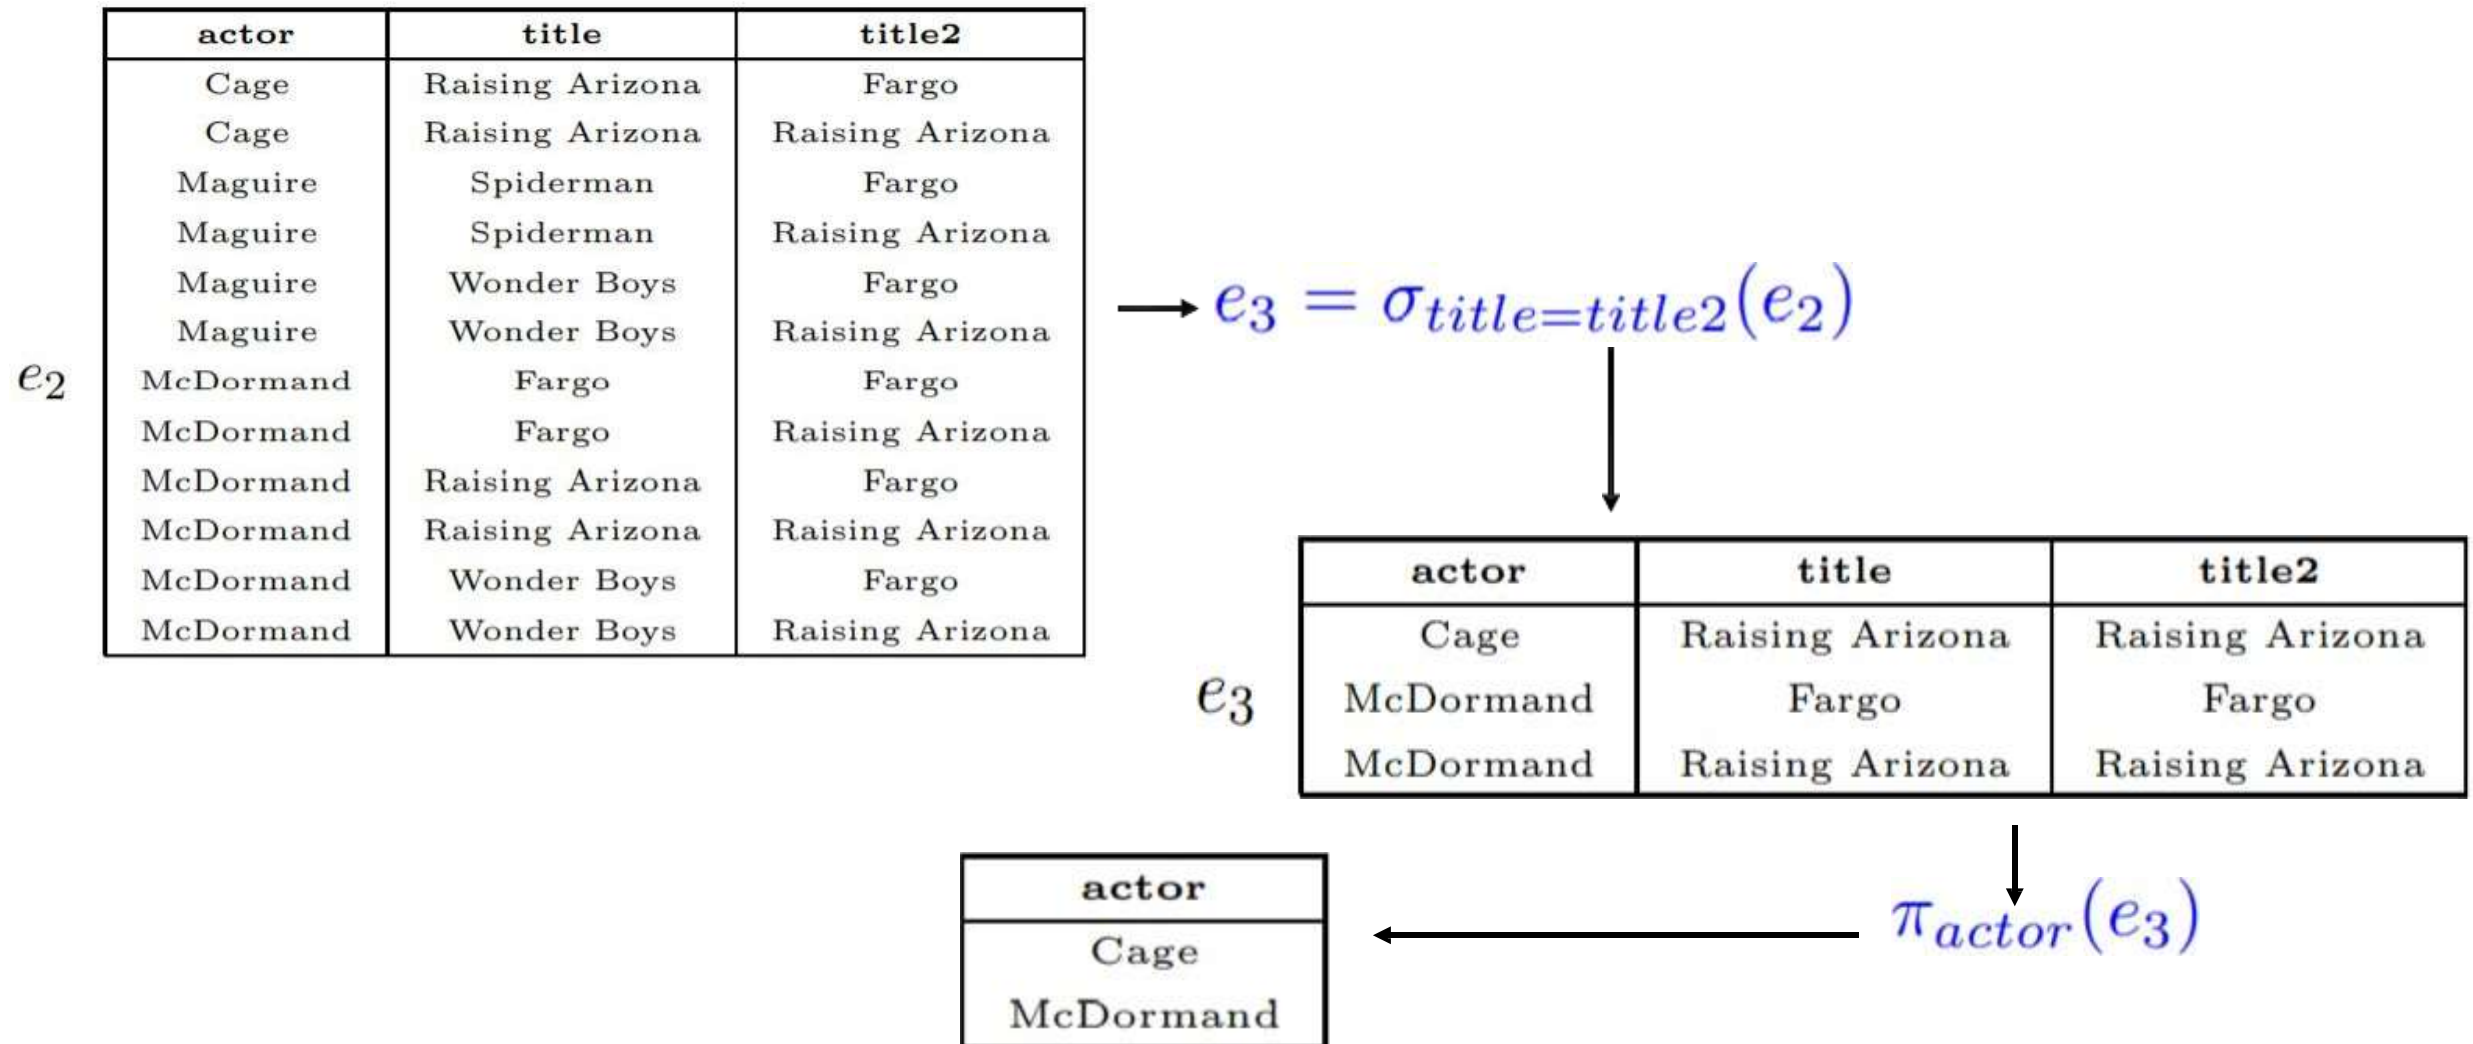 actor title title2
Cage Raising Arizona Fargo
Cage Raising Arizona Raising Arizona
Maguire Spiderman Fargo
Maguire Spiderman Raising Arizona
Maguire Wonder Boys Fargo
Maguire Wonder Boys Raising Arizona
e₂
McDormand Fargo Fargo
McDormand Fargo Raising Arizona
McDormand Raising Arizona Fargo
McDormand Raising Arizona Raising Arizona
McDormand Wonder Boys Fargo
McDormand Wonder Boys Raising Arizona
e₃ = σ_{title=title2}(e₂)
actor title title2
Cage Raising Arizona Raising Arizona
e₃
McDormand Fargo Fargo
McDormand Raising Arizona Raising Arizona
π_{actor}(e₃)
actor
Cage
McDormand